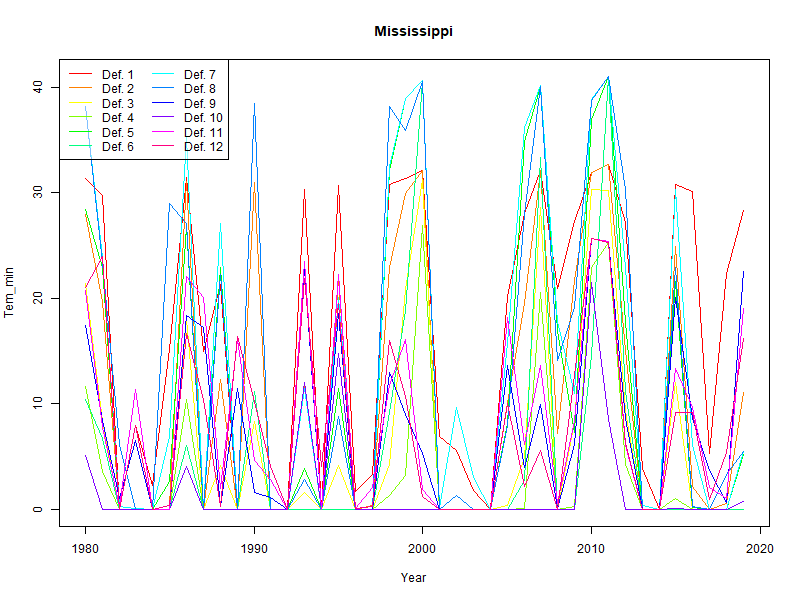 Mississippi
Def. 1 Def. 7
Def. 2 Def. 8
Def. 3 Def. 9
Def. 4 Def. 10
Def. 5 Def. 11
Def. 6 Def. 12
40
30
20
10
0
Tem_min
1980 1990 2000 2010 2020
Year